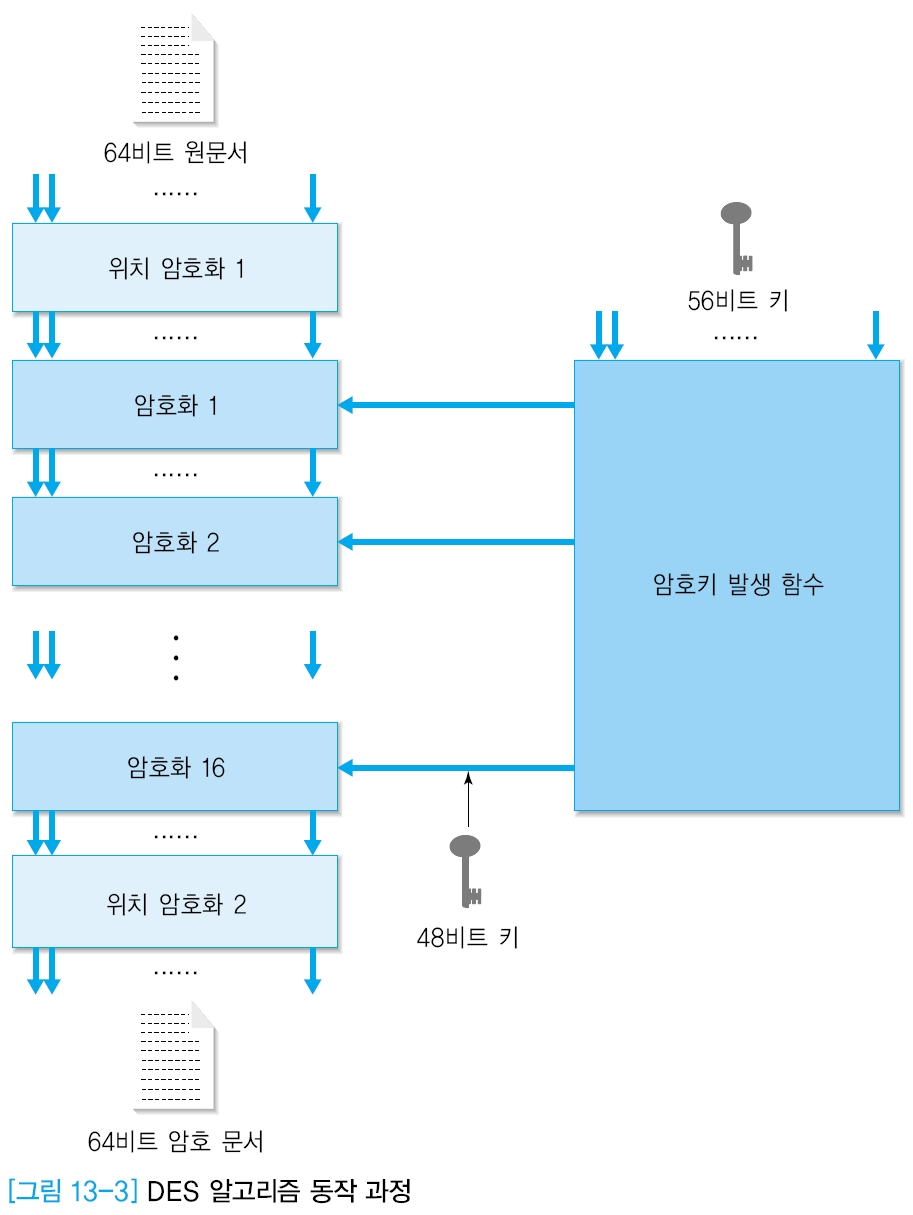 64비트 원문서
......
위치 암호화 1
56비트 키
......
......
암호화 1
......
암호화 2
암호키 발생 함수
암호화 16
......
위치 암호화 2
48비트 키
......
64비트 암호 문서
[그림 13-3] DES 알고리즘 동작 과정